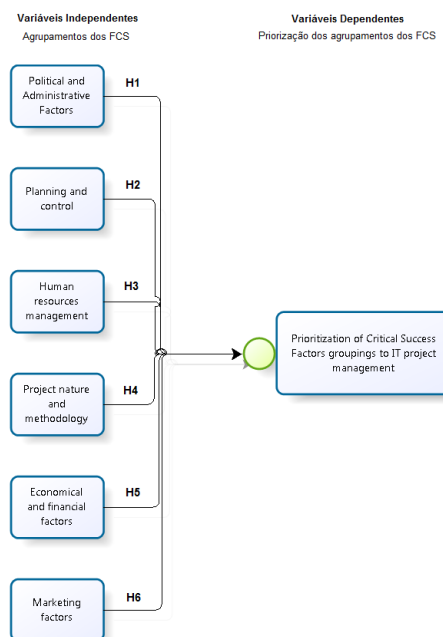 Variáveis Independentes
Agrupamentos dos FCS
Variáveis Dependentes
Priorização dos agrupamentos dos FCS
Political and
Administrative
Factors
H1
Planning and
control
H2
Human
resources
management
H3
Prioritization of Critical Success
Factors groupings to IT project
management
Project nature
and
methodology
H4
Economical
and financial
factors
H5
Marketing
factors
H6